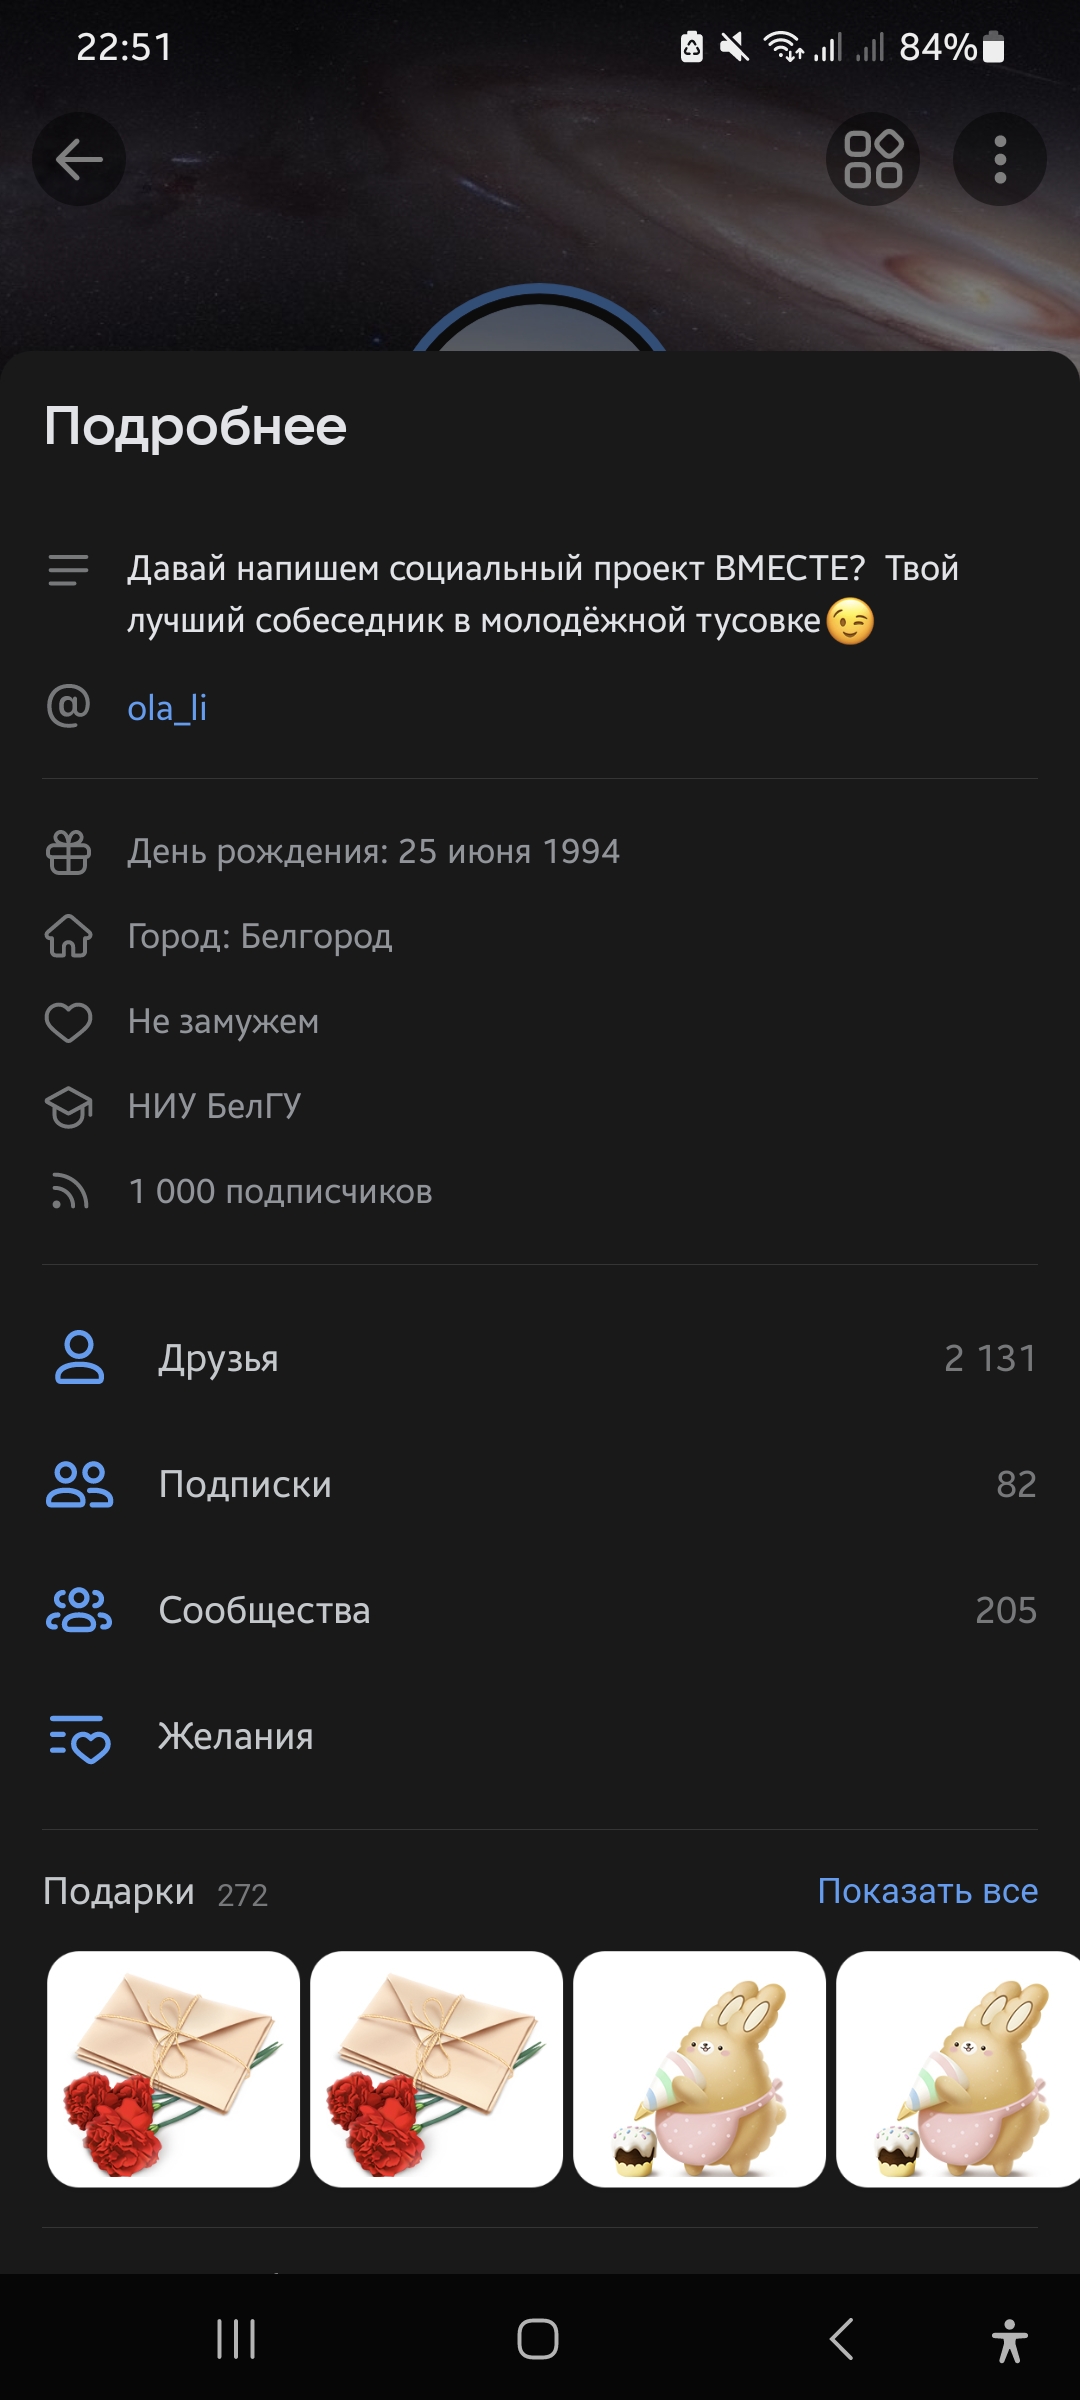 22:51
84%
Подробнее
Давай напишем социальный проект ВМЕСТЕ?  Твой
лучший собеседник в молодёжной тусовке😉
ola_li
День рождения: 25 июня 1994
Город: Белгород
Не замужем
НИУ БелГУ
1 000 подписчиков
Друзья 2 131
Подписки 82
Сообщества 205
Желания
Подарки 272 Показать все